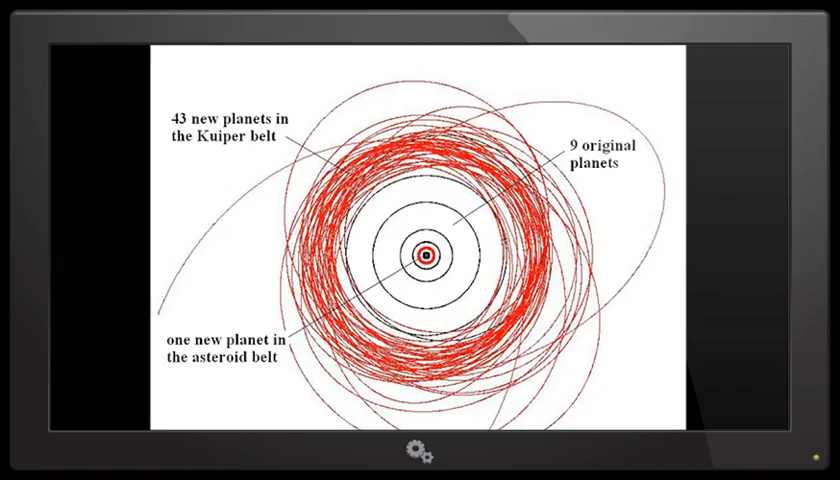 43 new planets in
the Kuiper belt
9 original
planets
one new planet in
the asteroid belt